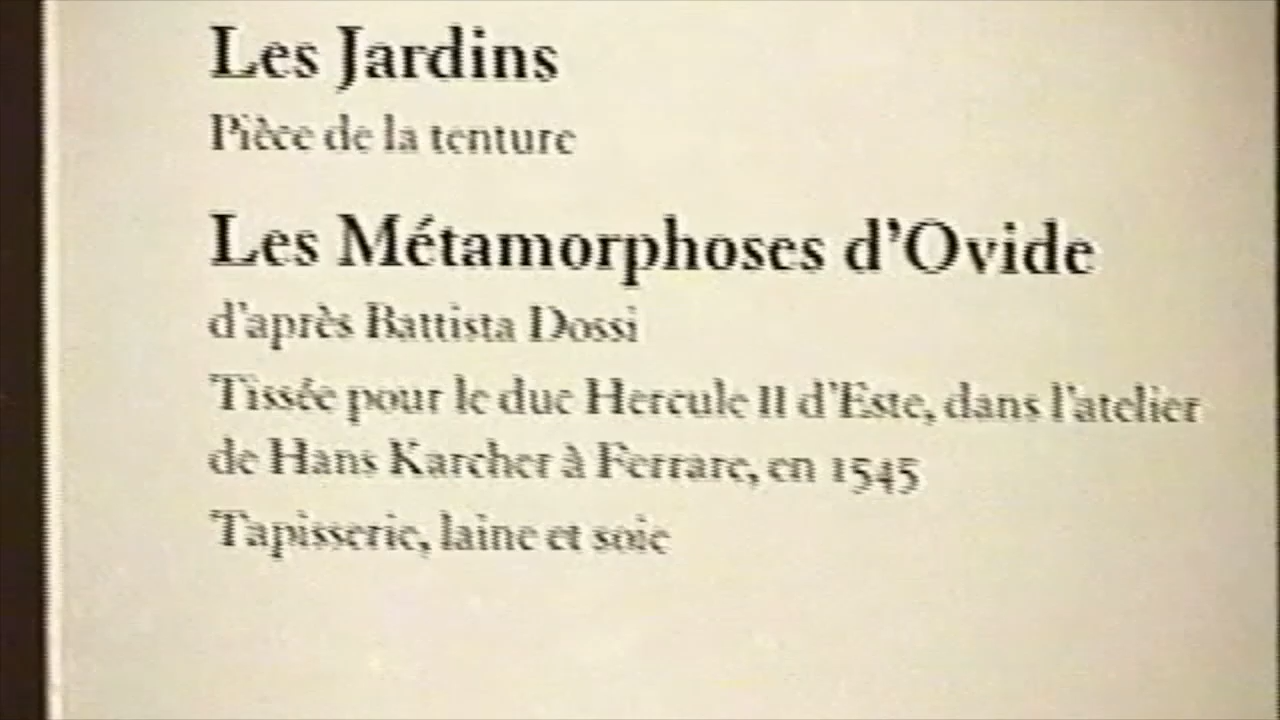 Les Jardins
Pièce de la tenture
Les Métamorphoses d'Ovide
d'après Battista Dossi
Tissée pour le duc Hercule II d'Este, dans l'atelier
de Hans Karcher à Ferrare, en 1545
Tapisserie, laine et soie